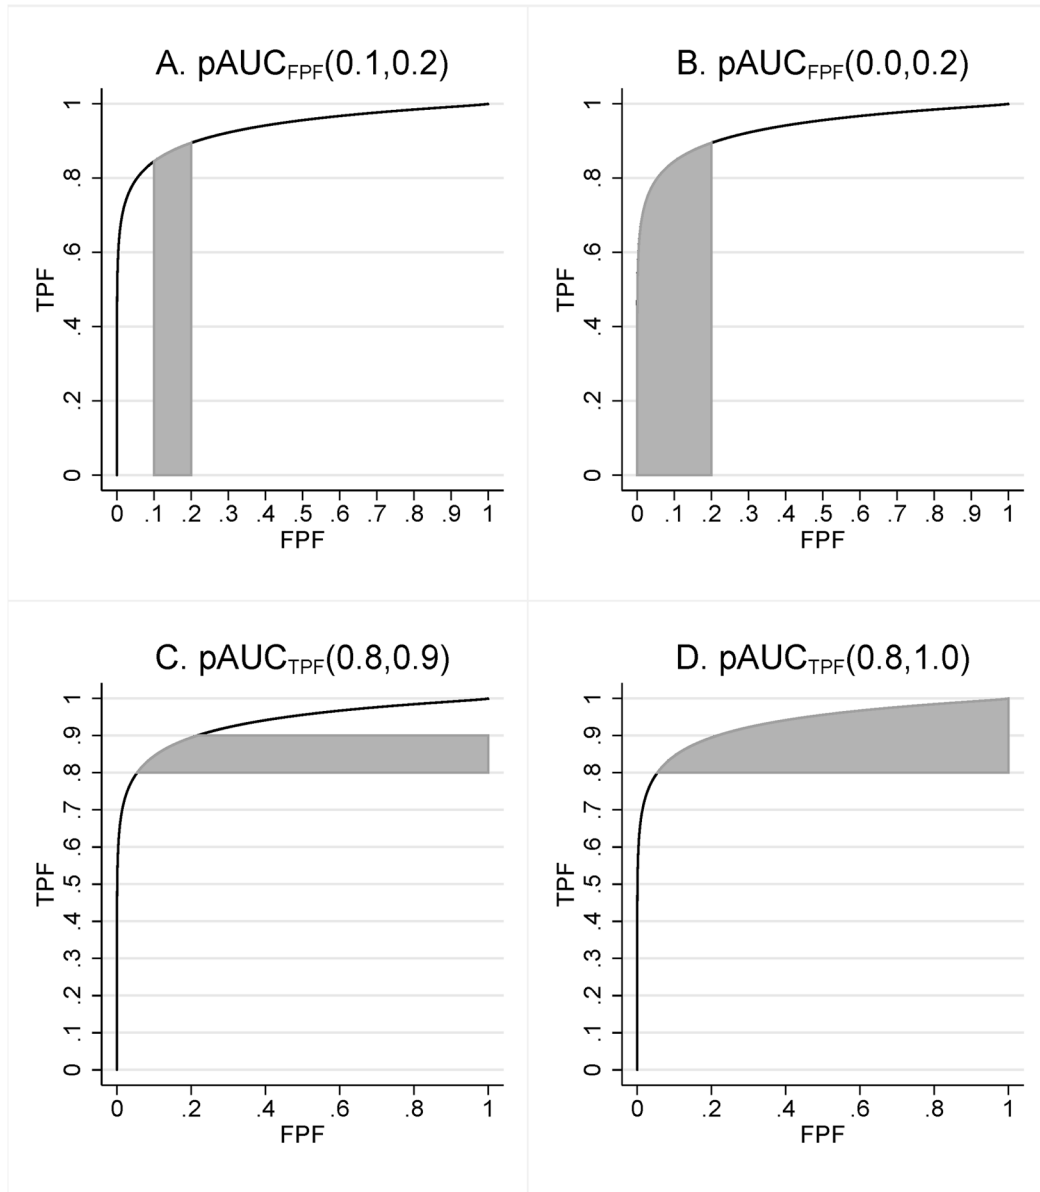 A. pAUCFPF(0.1,0.2)
1
.8
.6
.4
.2
0
TPF
0 .1 .2 .3 .4 .5 .6 .7 .8 .9 1
FPF
B. pAUCFPF(0.0,0.2)
1
.8
.6
.4
.2
0
TPF
0 .1 .2 .3 .4 .5 .6 .7 .8 .9 1
FPF
C. pAUCTPF(0.8,0.9)
1
.9
.8
.7
.6
.5
.4
.3
.2
.1
0
TPF
0 .2 .4 .6 .8 1
FPF
D. pAUCTPF(0.8,1.0)
1
.9
.8
.7
.6
.5
.4
.3
.2
.1
0
TPF
0 .2 .4 .6 .8 1
FPF